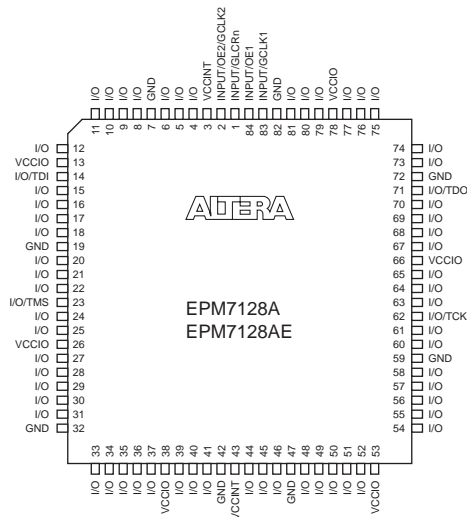 I/O
I/O
I/O
I/O
GND
I/O
I/O
I/O
VCCINT
INPUT/OE2/GCLK2
INPUT/GLCRn
INPUT/OE1
INPUT/GCLK1
GND
I/O
I/O
I/O
VCCIO
I/O
I/O
I/O
11
10
9
8
7
6
5
4
3
2
1
84
83
82
81
80
79
78
77
76
75
I/O 12
VCCIO 13
I/O/TDI 14
I/O 15
I/O 16
I/O 17
I/O 18
GND 19
I/O 20
I/O 21
I/O 22
I/O/TMS 23
I/O 24
I/O 25
VCCIO 26
I/O 27
I/O 28
I/O 29
I/O 30
I/O 31
GND 32
ALTERA
EPM7128A
EPM7128AE
74 I/O
73 I/O
72 GND
71 I/O/TDO
70 I/O
69 I/O
68 I/O
67 I/O
66 VCCIO
65 I/O
64 I/O
63 I/O
62 I/O/TCK
61 I/O
60 I/O
59 GND
58 I/O
57 I/O
56 I/O
55 I/O
54 I/O
33
34
35
36
37
38
39
40
41
42
43
44
45
46
47
48
49
50
51
52
53
I/O
I/O
I/O
I/O
I/O
VCCIO
I/O
I/O
I/O
GND
VCCINT
I/O
I/O
I/O
GND
I/O
I/O
I/O
I/O
I/O
VCCIO